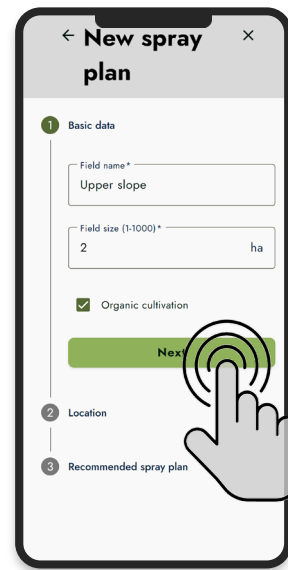 New spray
plan
1 Basic data
Field name*
Upper slope
Field size (1-1000)*
2 ha
Organic cultivation
Next
2 Location
3 Recommended spray plan